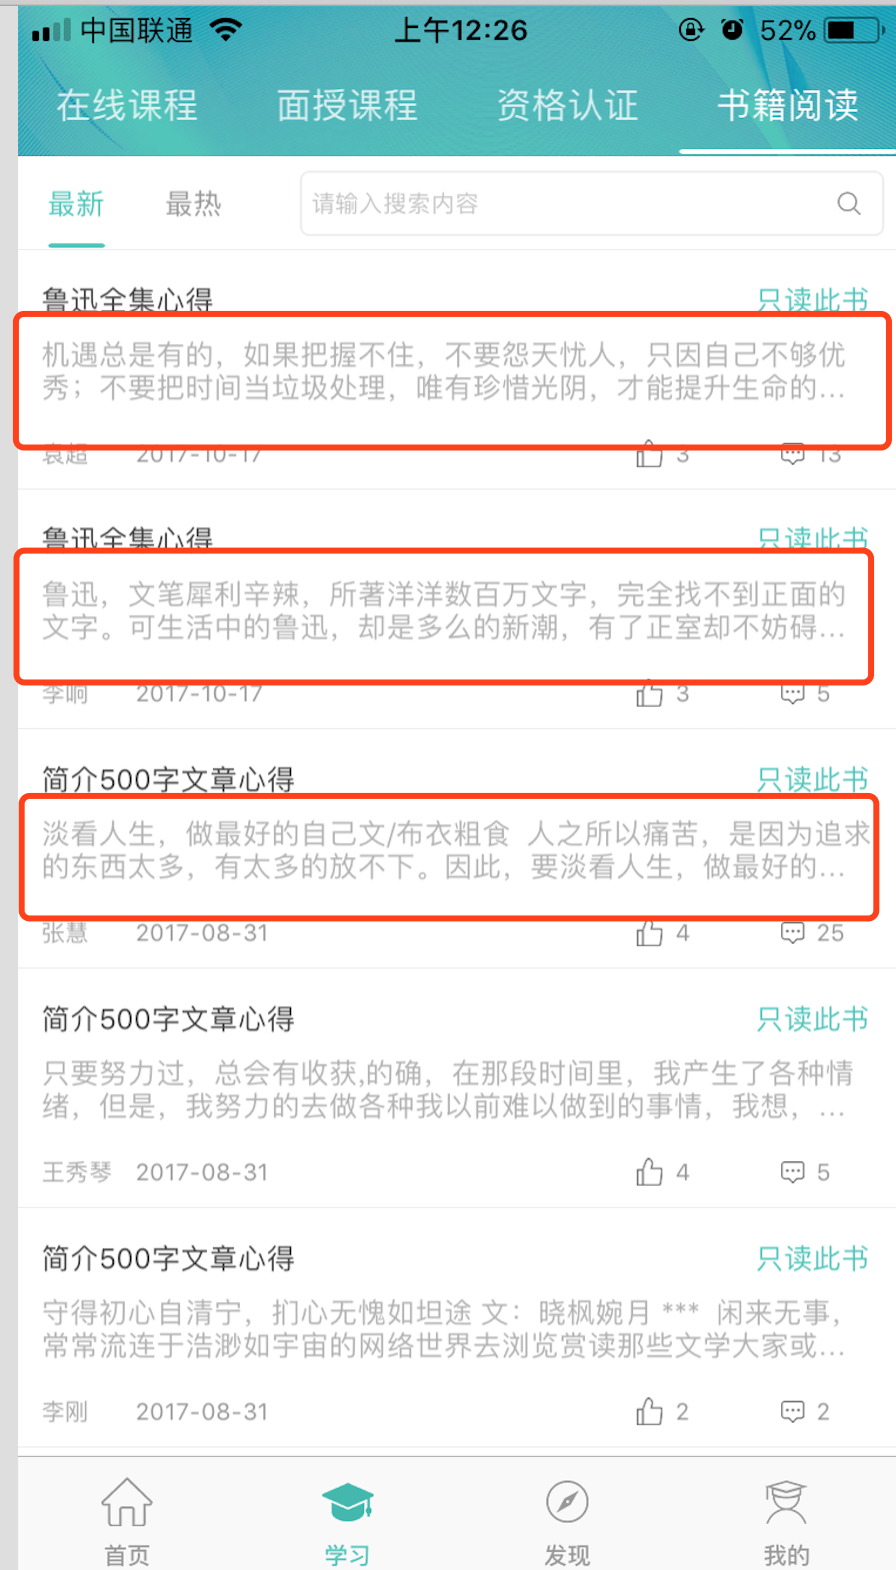 中国联通 上午12:26 52%
在线课程 面授课程 资格认证 书籍阅读
最新 最热 请输入搜索内容
鲁迅全集心得 只读此书
机遇总是有的，如果把握不住，不要怨天忧人，只因自己不够优
秀；不要把时间当垃圾处理，唯有珍惜光阴，才能提升生命的...
袁超 2017-10-17 3 13
鲁迅全集心得 只读此书
鲁迅，文笔犀利辛辣，所著洋洋数百万文字，完全找不到正面的
文字。可生活中的鲁迅，却是多么的新潮，有了正室却不妨碍...
李响 2017-10-17 3 5
简介500字文章心得 只读此书
淡看人生，做最好的自己文/布衣粗食 人之所以痛苦，是因为追求
的东西太多，有太多的放不下。因此，要淡看人生，做最好的...
张慧 2017-08-31 4 25
简介500字文章心得 只读此书
只要努力过，总会有收获,的确，在那段时间里，我产生了各种情
绪，但是，我努力的去做各种我以前难以做到的事情，我想，...
王秀琴 2017-08-31 4 5
简介500字文章心得 只读此书
守得初心自清宁，扪心无愧如坦途 文：晓枫婉月 *** 闲来无事，
常常流连于浩渺如宇宙的网络世界去浏览赏读那些文学大家或...
李刚 2017-08-31 2 2
首页 学习 发现 我的